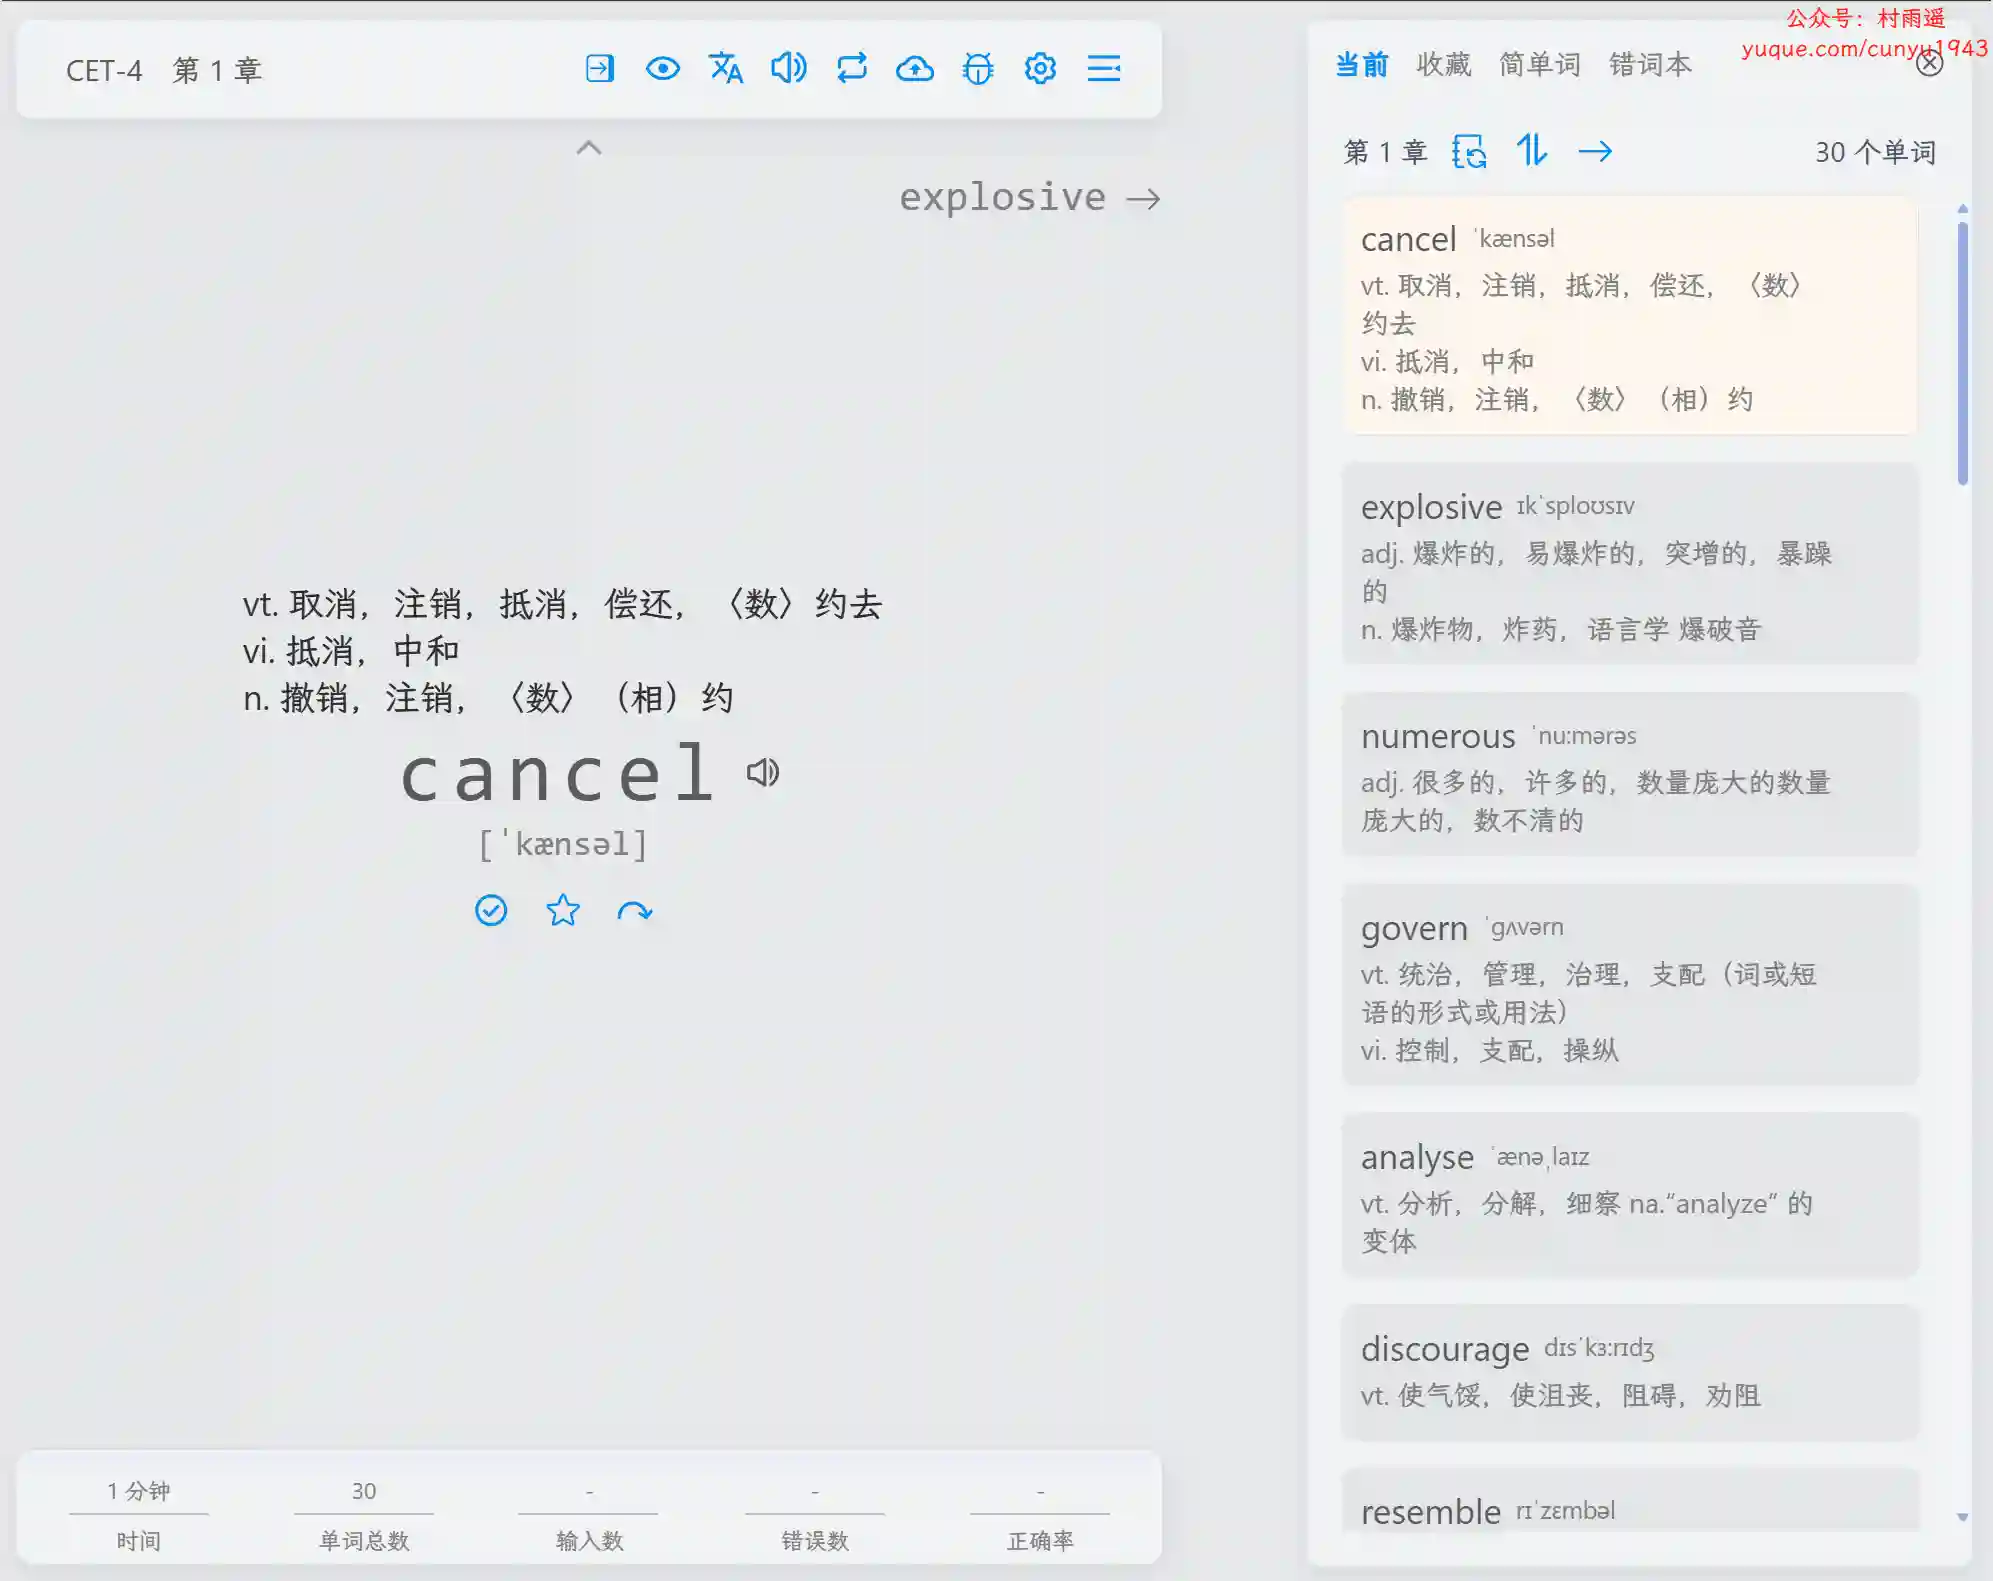 公众号：村雨遥
yuque.com/cunyu1943
CET-4 第 1 章
explosive
vt. 取消，注销，抵消，偿还，〈数〉约去
vi. 抵消，中和
n. 撤销，注销，〈数〉（相）约
cancel
[ˈkænsəl]
1 分钟
时间
30
单词总数
-
输入数
-
错误数
-
正确率
当前 收藏 简单词 错词本
第 1 章 30 个单词
cancel ˈkænsəl
vt. 取消，注销，抵消，偿还，〈数〉
约去
vi. 抵消，中和
n. 撤销，注销，〈数〉（相）约
explosive ɪkˈsploʊsɪv
adj. 爆炸的，易爆炸的，突增的，暴躁
的
n. 爆炸物，炸药，语言学 爆破音
numerous ˈnu:mərəs
adj. 很多的，许多的，数量庞大的数量
庞大的，数不清的
govern ˈgʌvərn
vt. 统治，管理，治理，支配（词或短
语的形式或用法）
vi. 控制，支配，操纵
analyse ˈænəˌlaɪz
vt. 分析，分解，细察 na.“analyze” 的
变体
discourage dɪsˈkɜ:rɪdʒ
vt. 使气馁，使沮丧，阻碍，劝阻
resemble rɪˈzɛmbəl